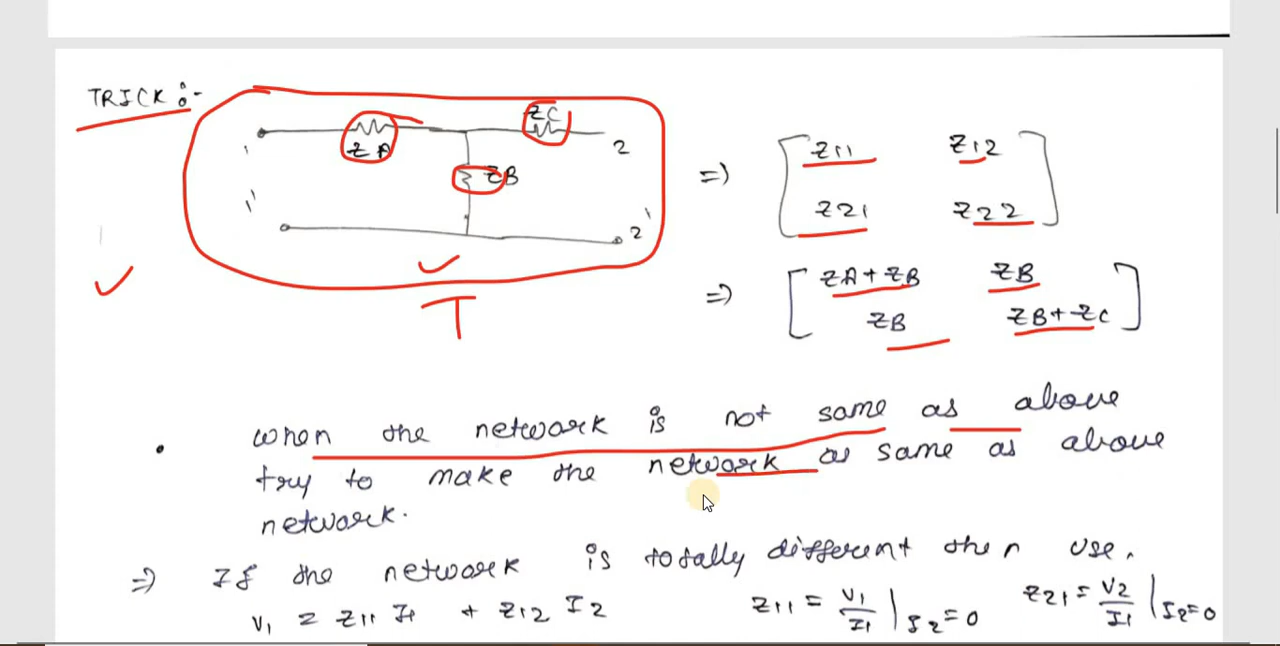 TRICK :-
ZC
ZA
ZB
1
1'
2
2'
T
=> [ Z11 Z12
Z21 Z22 ]
=> [ ZA+ZB ZB
ZB ZB+ZC ]
. when the network is not same as above
try to make the network as same as above
network.
=> If the network is totally different then use.
V1 = Z11 I1 + Z12 I2 Z11 = V1/I1 | I2=0 Z21 = V2/I1 | I2=0